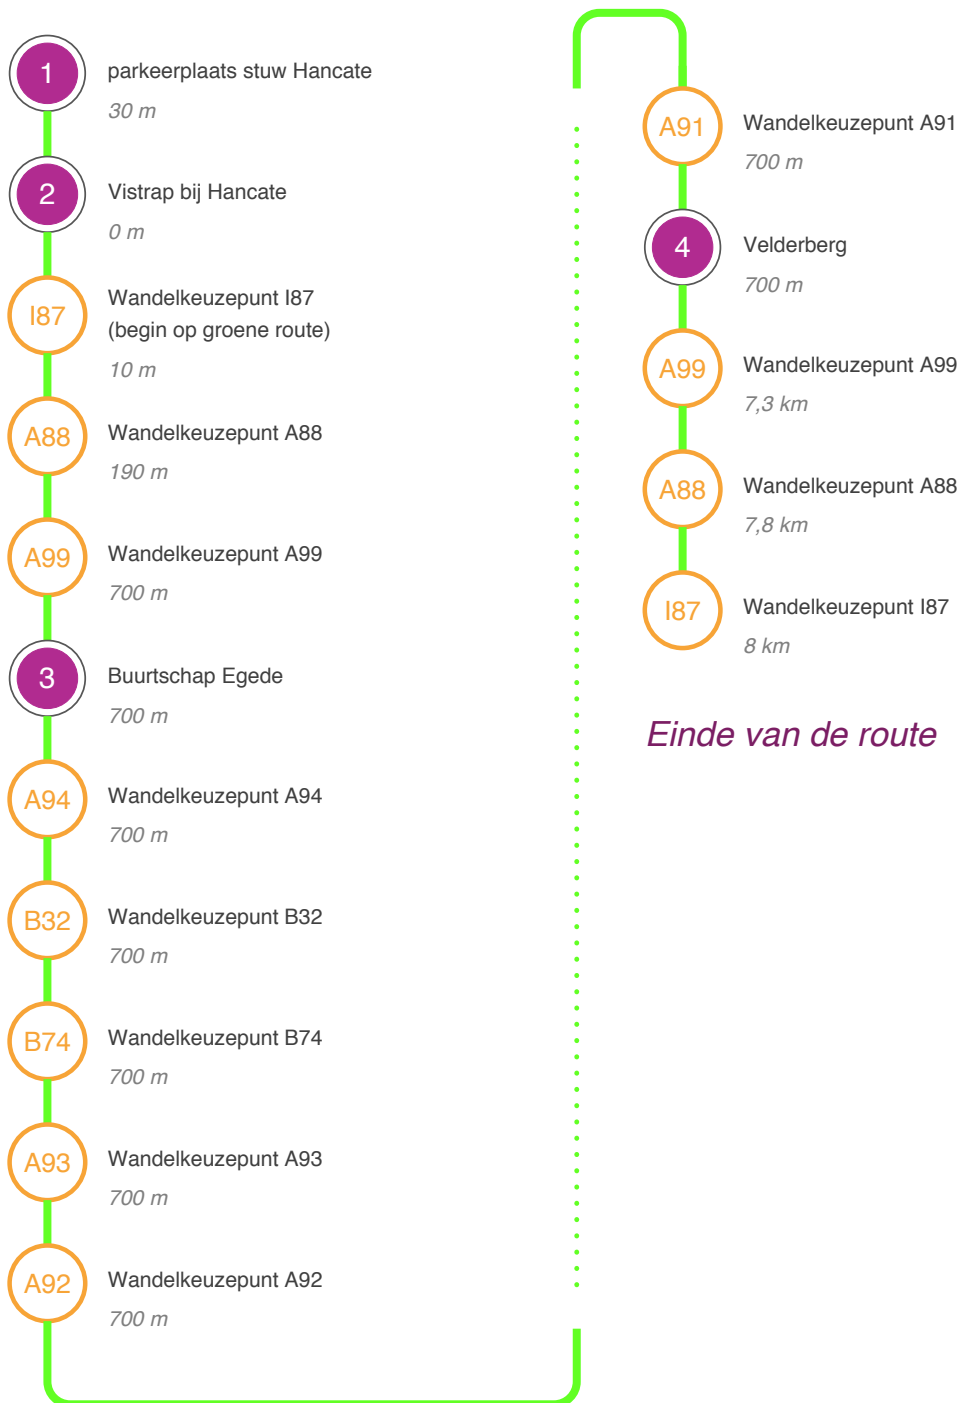 1
parkeerplaats stuw Hancate
30 m
2
Vistrap bij Hancate
0 m
I87
Wandelkeuzepunt I87
(begin op groene route)
10 m
A88
Wandelkeuzepunt A88
190 m
A99
Wandelkeuzepunt A99
700 m
3
Buurtschap Egede
700 m
A94
Wandelkeuzepunt A94
700 m
B32
Wandelkeuzepunt B32
700 m
B74
Wandelkeuzepunt B74
700 m
A93
Wandelkeuzepunt A93
700 m
A92
Wandelkeuzepunt A92
700 m
A91
Wandelkeuzepunt A91
700 m
4
Velderberg
700 m
A99
Wandelkeuzepunt A99
7,3 km
A88
Wandelkeuzepunt A88
7,8 km
I87
Wandelkeuzepunt I87
8 km
Einde van de route